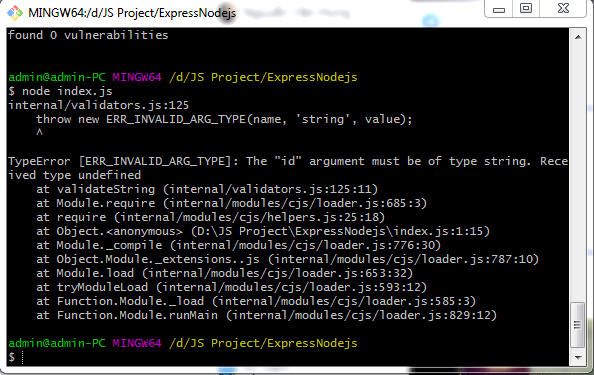 MINGW64:/d/JS Project/ExpressNodejs
found 0 vulnerabilities
admin@admin-PC MINGW64 /d/JS Project/ExpressNodejs
$ node index.js
internal/validators.js:125
    throw new ERR_INVALID_ARG_TYPE(name, 'string', value);
    ^
TypeError [ERR_INVALID_ARG_TYPE]: The "id" argument must be of type string. Rece
ived type undefined
    at validateString (internal/validators.js:125:11)
    at Module.require (internal/modules/cjs/loader.js:685:3)
    at require (internal/modules/cjs/helpers.js:25:18)
    at Object.<anonymous> (D:\JS Project\ExpressNodejs\index.js:1:15)
    at Module._compile (internal/modules/cjs/loader.js:776:30)
    at Object.Module._extensions..js (internal/modules/cjs/loader.js:787:10)
    at Module.load (internal/modules/cjs/loader.js:653:32)
    at tryModuleLoad (internal/modules/cjs/loader.js:593:12)
    at Function.Module._load (internal/modules/cjs/loader.js:585:3)
    at Function.Module.runMain (internal/modules/cjs/loader.js:829:12)
admin@admin-PC MINGW64 /d/JS Project/ExpressNodejs
$